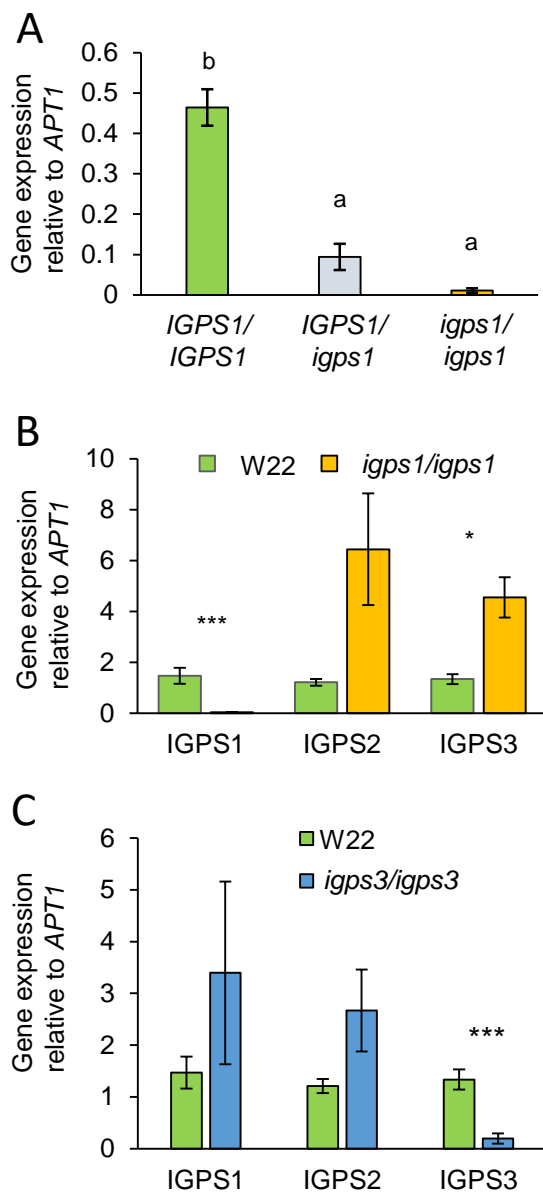 A
Gene expression
relative to APT1
0.6
0.5
0.4
0.3
0.2
0.1
0
b
a
a
IGPS1/
IGPS1
IGPS1/
igps1
igps1/
igps1
B
Gene expression
relative to APT1
10
8
6
4
2
0
W22
igps1/igps1
***
*
IGPS1
IGPS2
IGPS3
C
Gene expression
relative to APT1
6
5
4
3
2
1
0
W22
igps3/igps3
***
IGPS1
IGPS2
IGPS3